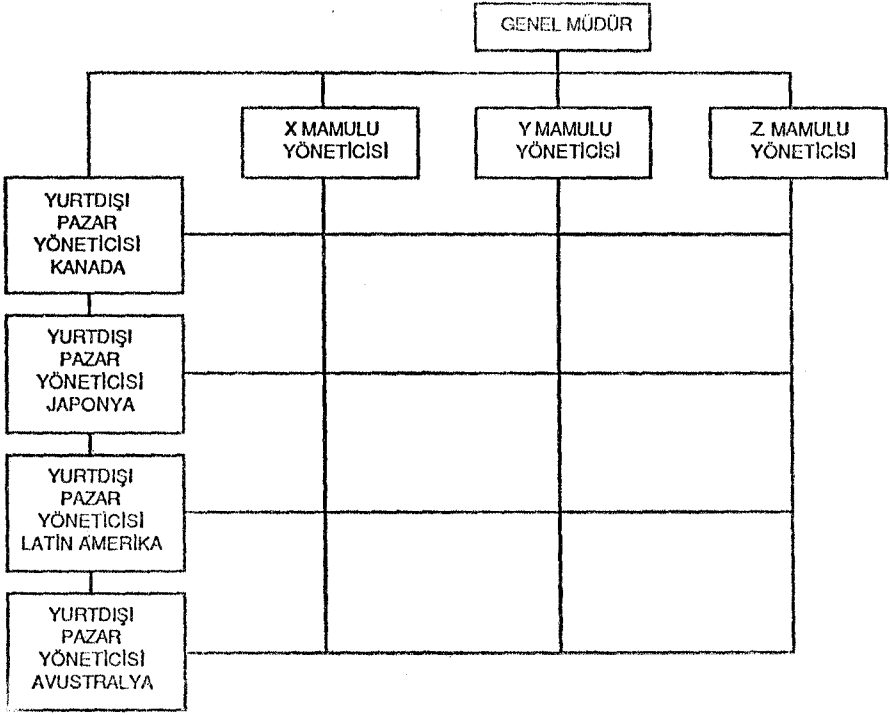 GENEL MÜDÜR
X MAMULU
YÖNETİCİSİ
Y MAMULU
YÖNETİCİSİ
Z MAMULU
YÖNETİCİSİ
YURTDIŞI
PAZAR
YÖNETİCİSİ
KANADA
YURTDIŞI
PAZAR
YÖNETİCİSİ
JAPONYA
YURTDIŞI
PAZAR
YÖNETİCİSİ
LATİN AMERİKA
YURTDIŞI
PAZAR
YÖNETİCİSİ
AVUSTRALYA